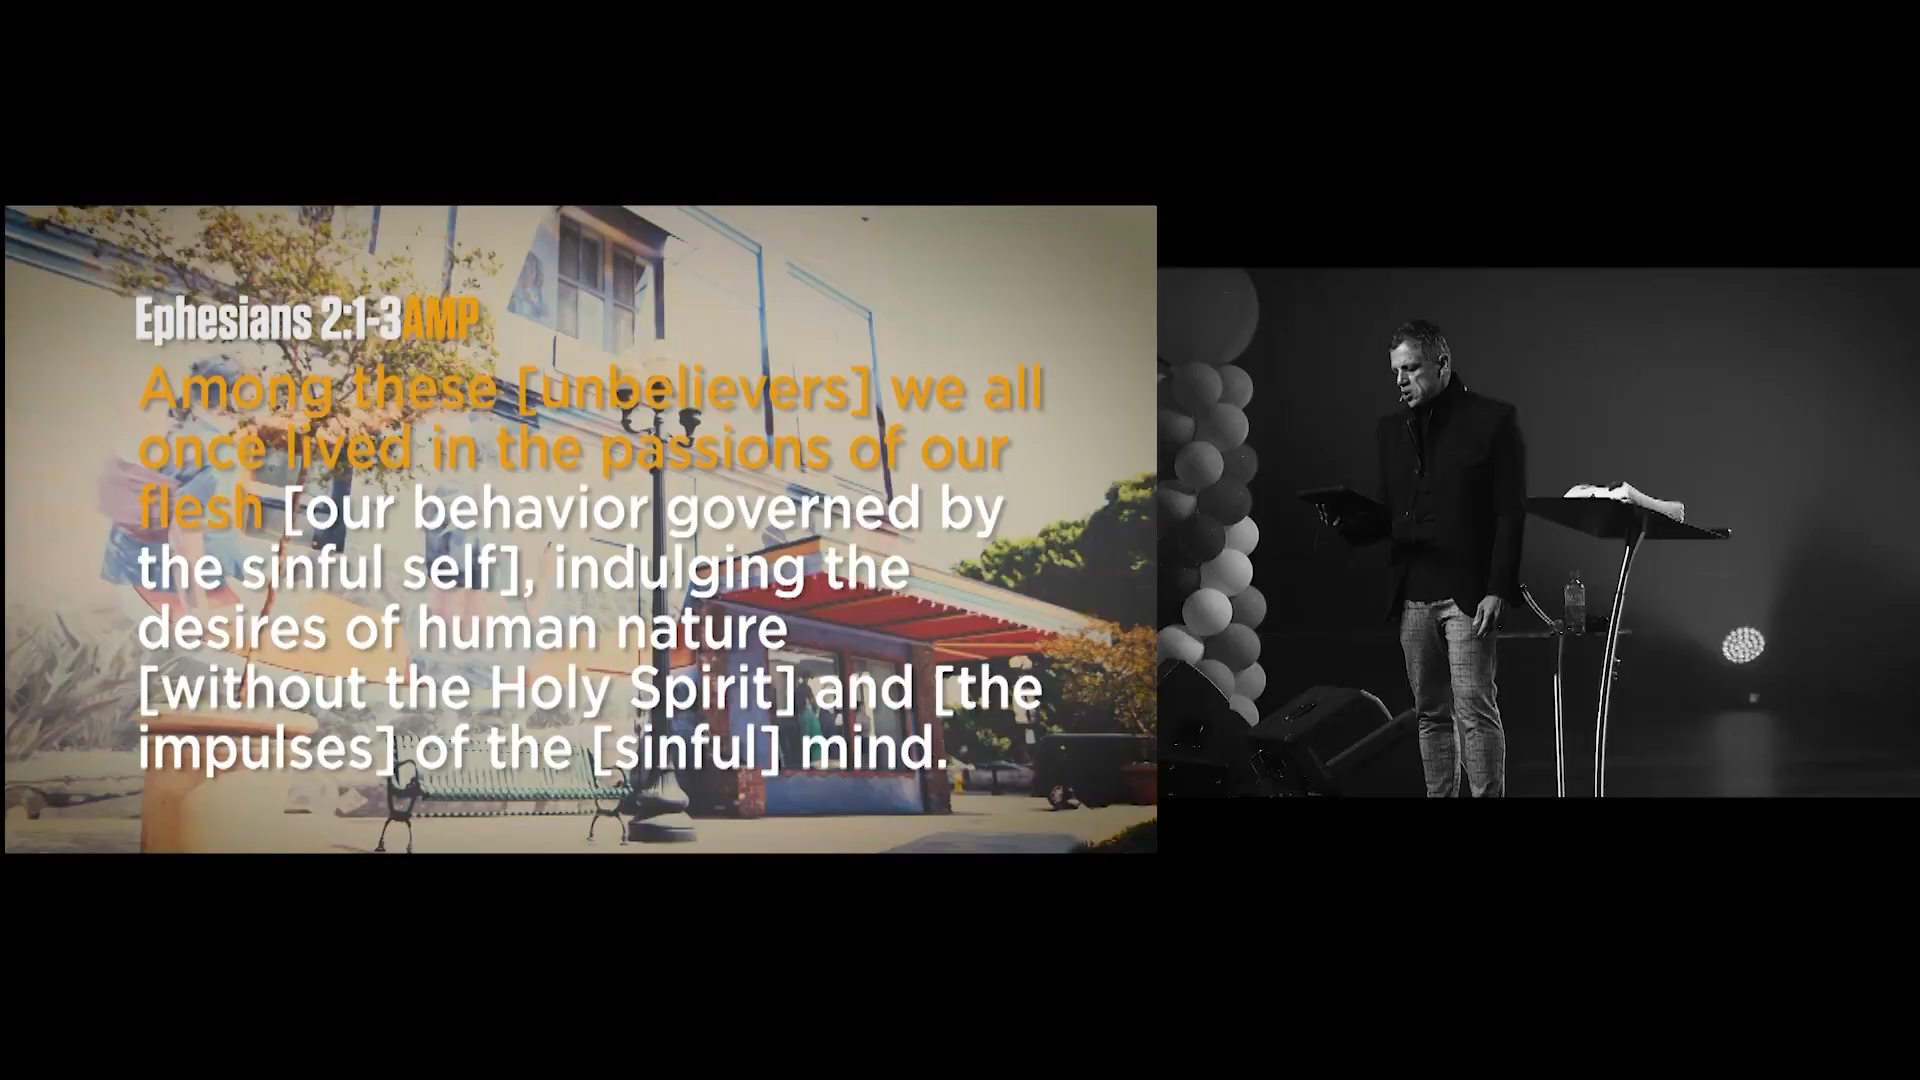 Ephesians 2:1-3AMP
Among these [unbelievers] we all
once lived in the passions of our
flesh [our behavior governed by
the sinful self], indulging the
desires of human nature
[without the Holy Spirit] and [the
impulses] of the [sinful] mind.